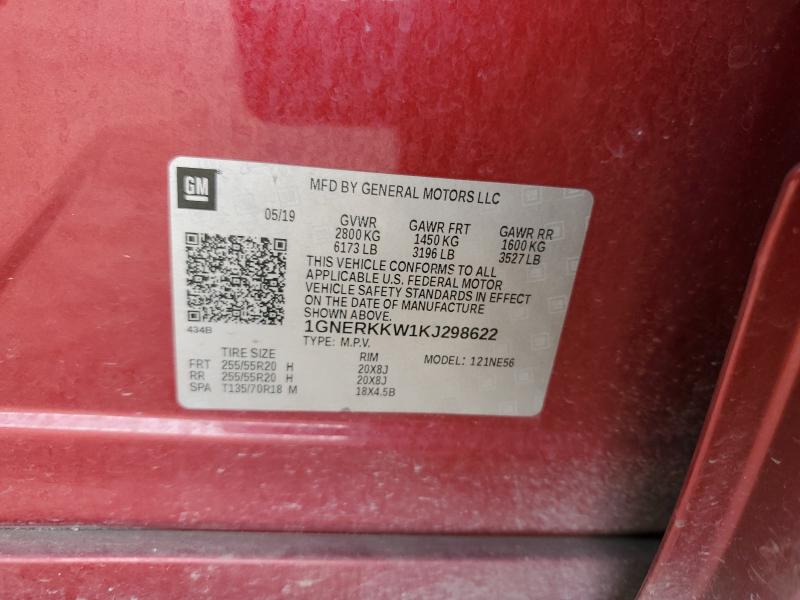 GM
MFD BY GENERAL MOTORS LLC
05/19
GVWR GAWR FRT GAWR RR
2800 KG 1450 KG 1600 KG
6173 LB 3196 LB 3527 LB
THIS VEHICLE CONFORMS TO ALL
APPLICABLE U.S. FEDERAL MOTOR
VEHICLE SAFETY STANDARDS IN EFFECT
ON THE DATE OF MANUFACTURE
SHOWN ABOVE.
434B
1GNERKKW1KJ298622
TYPE: M.P.V.
TIRE SIZE RIM MODEL: 121NE56
FRT 255/55R20 H 20X8J
RR 255/55R20 H 20X8J
SPA T135/70R18 M 18X4.5B